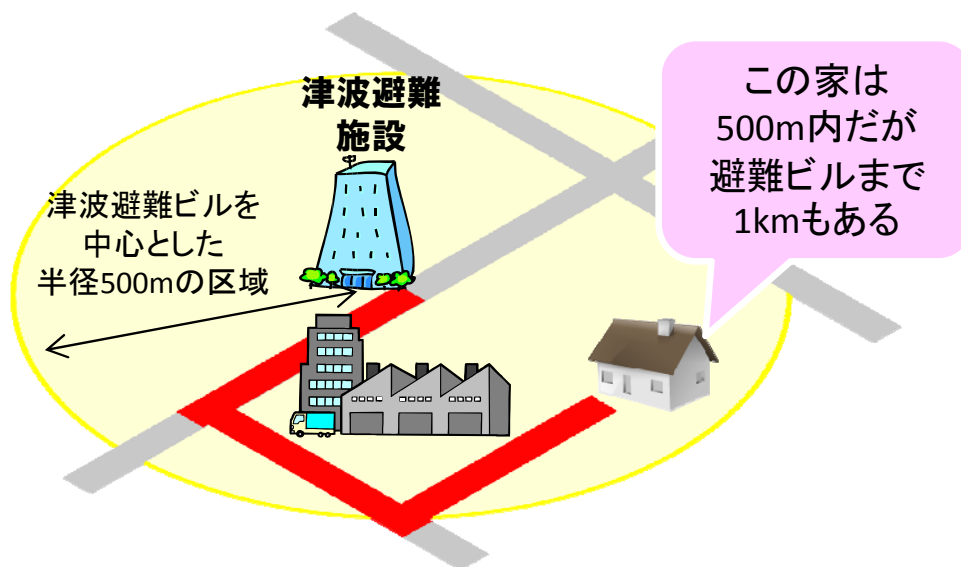 津波避難
施設
津波避難ビルを
中心とした
半径500mの区域
この家は
500m内だが
避難ビルまで
1kmもある